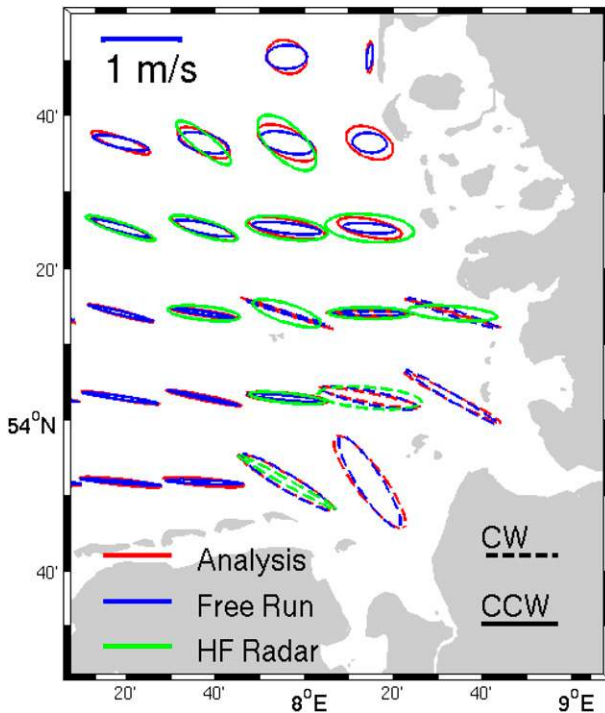 1 m/s
40'
20'
54°N
40'
Analysis
Free Run
HF Radar
CW
CCW
20'
40'
8°E
20'
40'
9°E